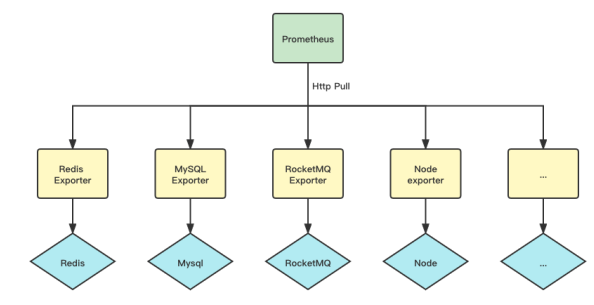 Prometheus
Http Pull
Redis
Exporter
MySQL
Exporter
RocketMQ
Exporter
Node
exporter
...
Redis
Mysql
RocketMQ
Node
...